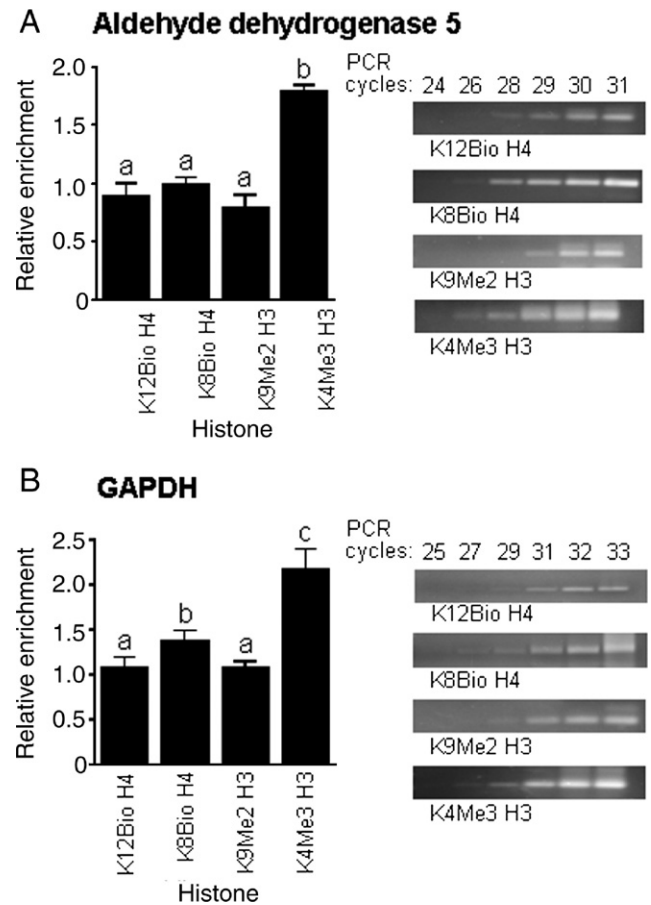 A Aldehyde dehydrogenase 5
Relative enrichment
2.0
1.5
1.0
0.5
0
a
a
a
b
K12Bio H4
K8Bio H4
K9Me2 H3
K4Me3 H3
Histone
PCR
cycles: 24 26 28 29 30 31
K12Bio H4
K8Bio H4
K9Me2 H3
K4Me3 H3
B GAPDH
Relative enrichment
2.5
2.0
1.5
1.0
0.5
0
a
b
a
c
K12Bio H4
K8Bio H4
K9Me2 H3
K4Me3 H3
Histone
PCR
cycles: 25 27 29 31 32 33
K12Bio H4
K8Bio H4
K9Me2 H3
K4Me3 H3